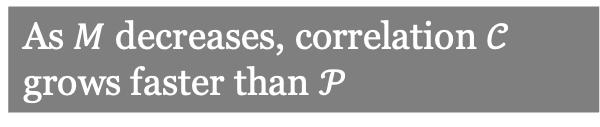 As 𝑀 decreases, correlation 𝒞
grows faster than 𝒫